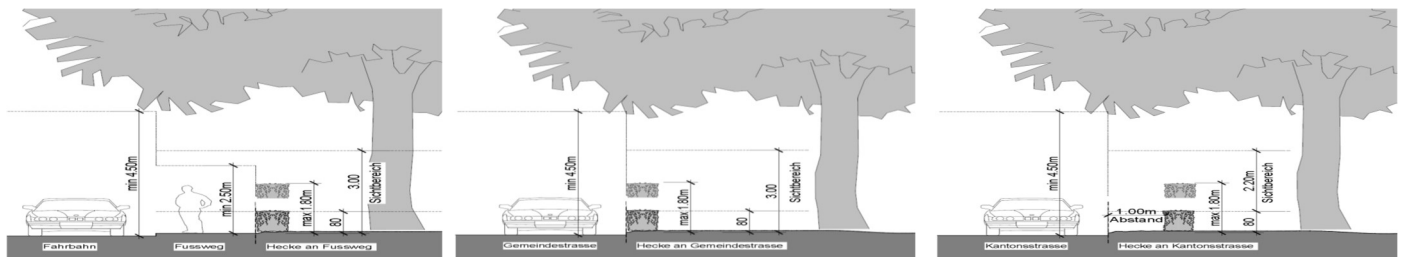 min 4.50m
min 2.50m
max 1.80m
80
3.00
Sichtbereich
Fahrbahn
Fussweg
Hecke an Fussweg
min 4.50m
max 1.80m
80
3.00
Sichtbereich
Gemeindestrasse
Hecke an Gemeindestrasse
min 4.50m
1.00m
Abstand
max 1.80m
2.20m
80
Sichtbereich
Kantonsstrasse
Hecke an Kantonsstrasse